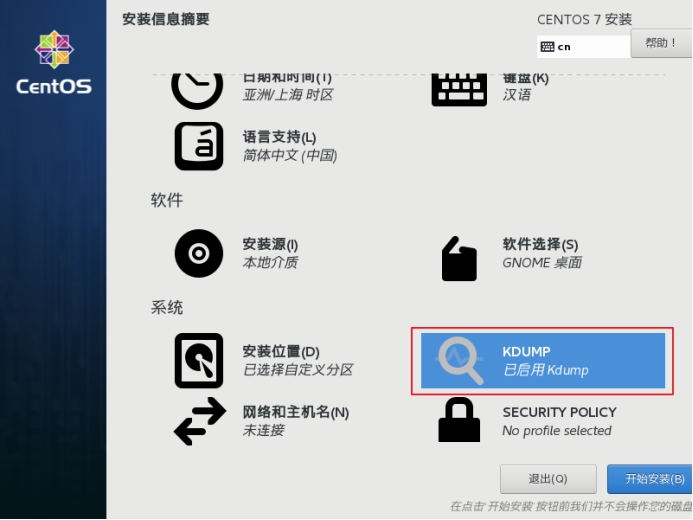 安装信息摘要
CENTOS 7 安装
cn
帮助！
CentOS
日期和时间(T)
亚洲/上海 时区
键盘(K)
汉语
语言支持(L)
简体中文 (中国)
软件
安装源(I)
本地介质
软件选择(S)
GNOME 桌面
系统
安装位置(D)
已选择自定义分区
KDUMP
已启用 Kdump
网络和主机名(N)
未连接
SECURITY POLICY
No profile selected
退出(Q)
开始安装(B)
在点击'开始安装'按钮前我们并不会操作您的磁盘